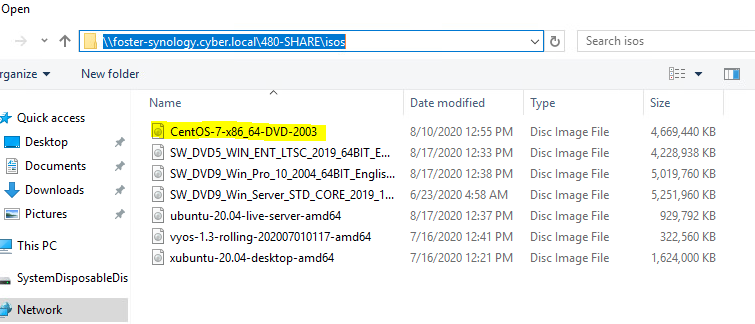 Open
\\foster-synology.cyber.local\480-SHARE\isos
Search isos
rganize
New folder
Name
Date modified
Type
Size
Quick access
Desktop
Documents
Downloads
Pictures
This PC
SystemDisposableDis
Network
CentOS-7-x86_64-DVD-2003 8/10/2020 12:55 PM Disc Image File 4,669,440 KB
SW_DVD5_WIN_ENT_LTSC_2019_64BIT_E... 8/17/2020 12:33 PM Disc Image File 4,228,938 KB
SW_DVD9_Win_Pro_10_2004_64BIT_Englis... 8/17/2020 12:38 PM Disc Image File 5,019,760 KB
SW_DVD9_Win_Server_STD_CORE_2019_1... 6/23/2020 4:58 AM Disc Image File 5,251,960 KB
ubuntu-20.04-live-server-amd64 8/17/2020 12:37 PM Disc Image File 929,792 KB
vyos-1.3-rolling-202007010117-amd64 7/16/2020 12:41 PM Disc Image File 322,560 KB
xubuntu-20.04-desktop-amd64 7/16/2020 12:21 PM Disc Image File 1,624,000 KB